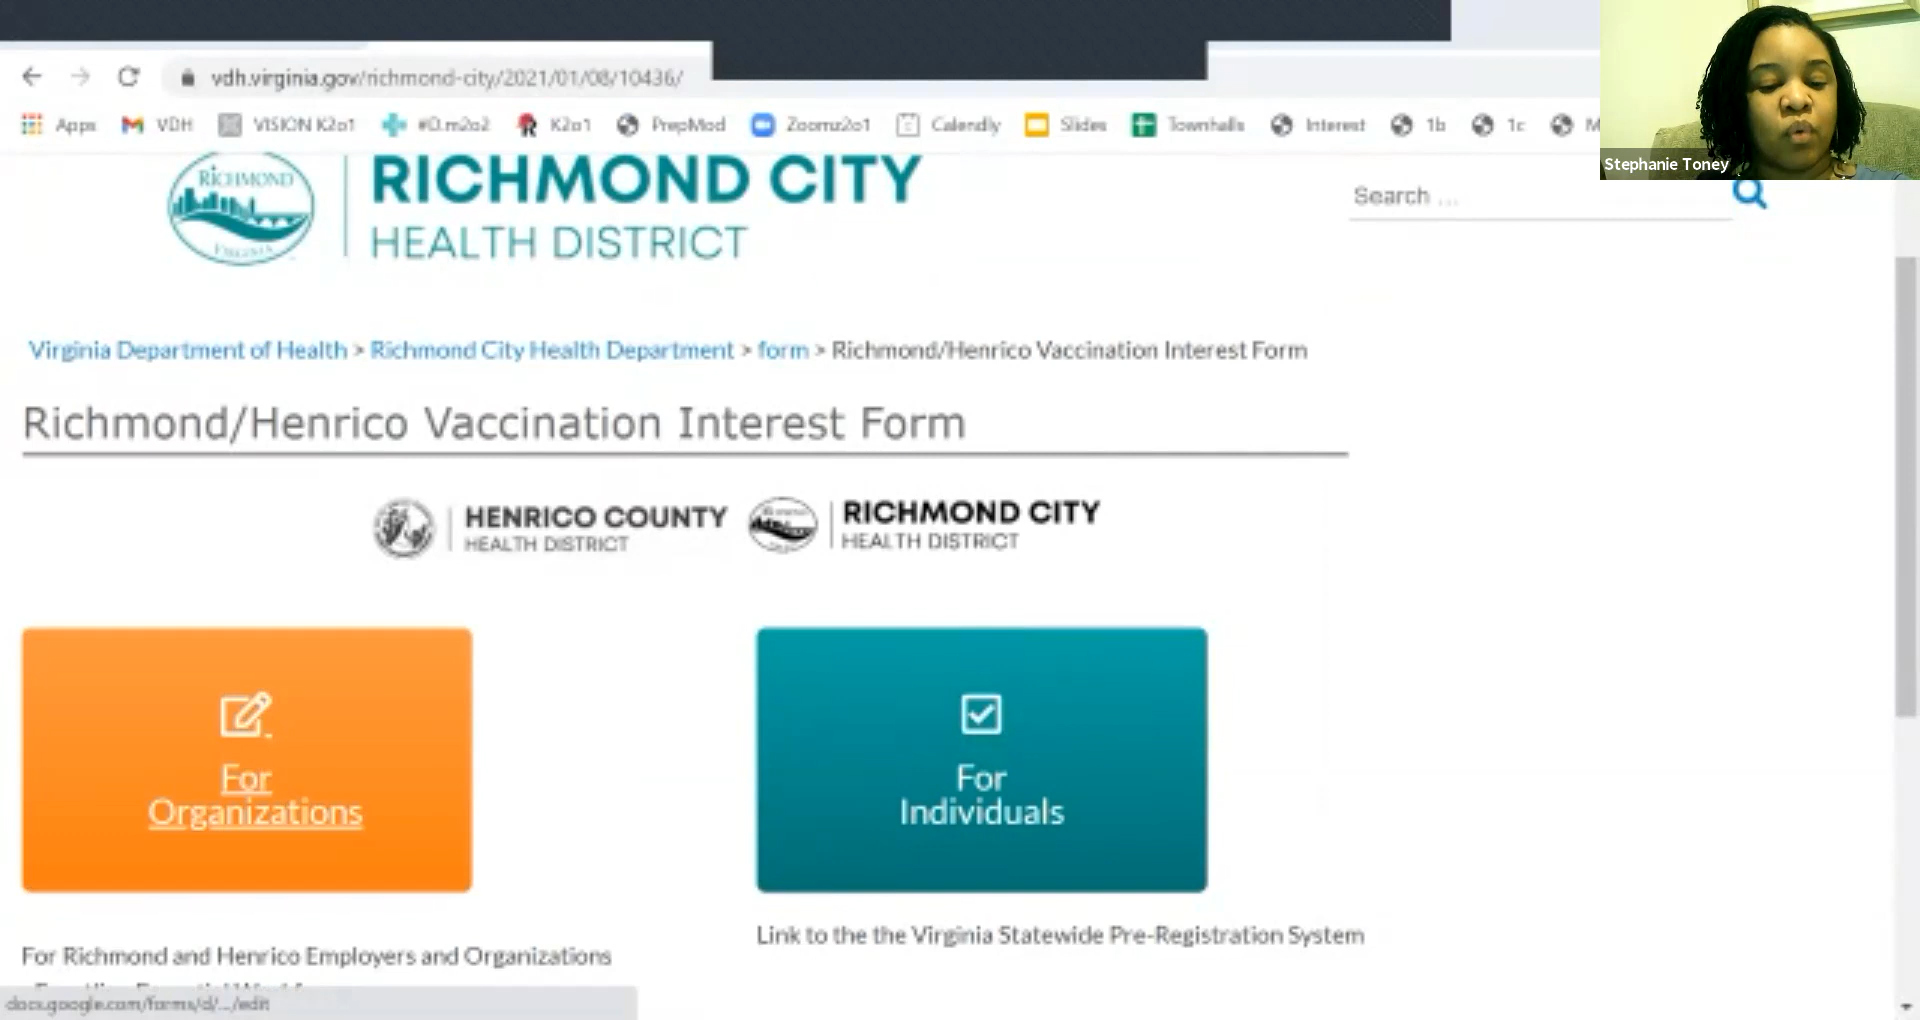 vdh.virginia.gov/richmond-city/2021/01/08/10436/
Apps VDH VISION K2o1 #D.m2o2 K2o1 PrepMod Zoomz2o1 Calendly Slides Townhalls Interest 1b 1c M
Stephanie Toney
RICHMOND
VIRGINIA
RICHMOND CITY
HEALTH DISTRICT
Search ...
Virginia Department of Health > Richmond City Health Department > form > Richmond/Henrico Vaccination Interest Form
Richmond/Henrico Vaccination Interest Form
HENRICO COUNTY
HEALTH DISTRICT
RICHMOND CITY
HEALTH DISTRICT
For
Organizations
For
Individuals
For Richmond and Henrico Employers and Organizations
Link to the the Virginia Statewide Pre-Registration System
docs.google.com/forms/d/.../edit